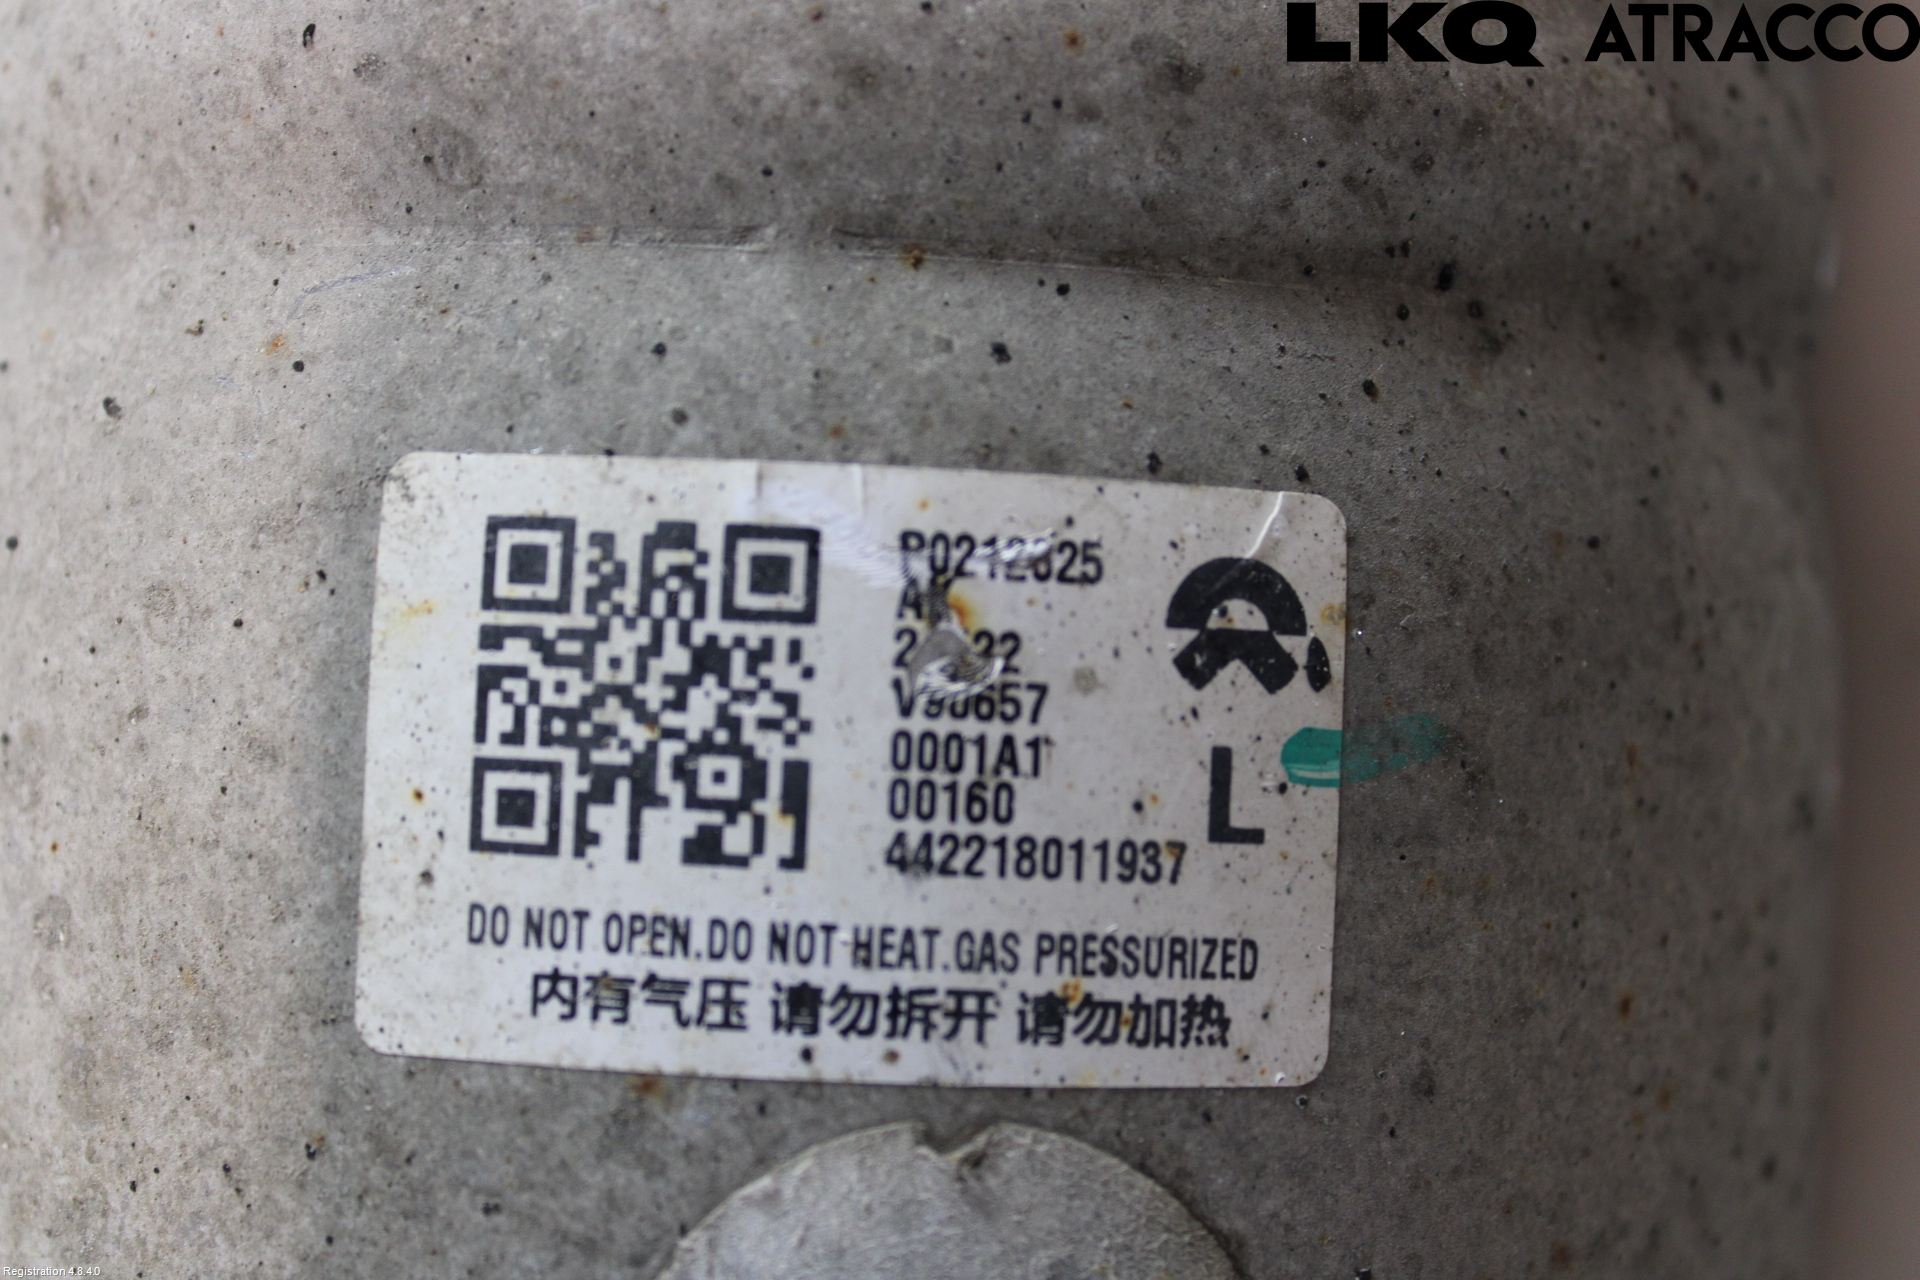 LKQ ATRACCO
V90657
0001A1
00160
442218011937
L
DO NOT OPEN.DO NOT HEAT.GAS PRESSURIZED
内有气压 请勿拆开 请勿加热
Registration 4.8.4.0